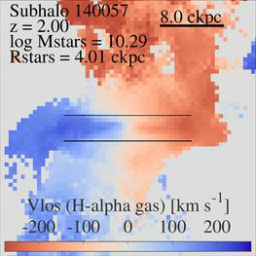 Subhalo 140057
8.0 ckpc
z = 2.00
log Mstars = 10.29
Rstars = 4.01 ckpc
Vlos (H-alpha gas) [km s-1]
-200 -100 0 100 200